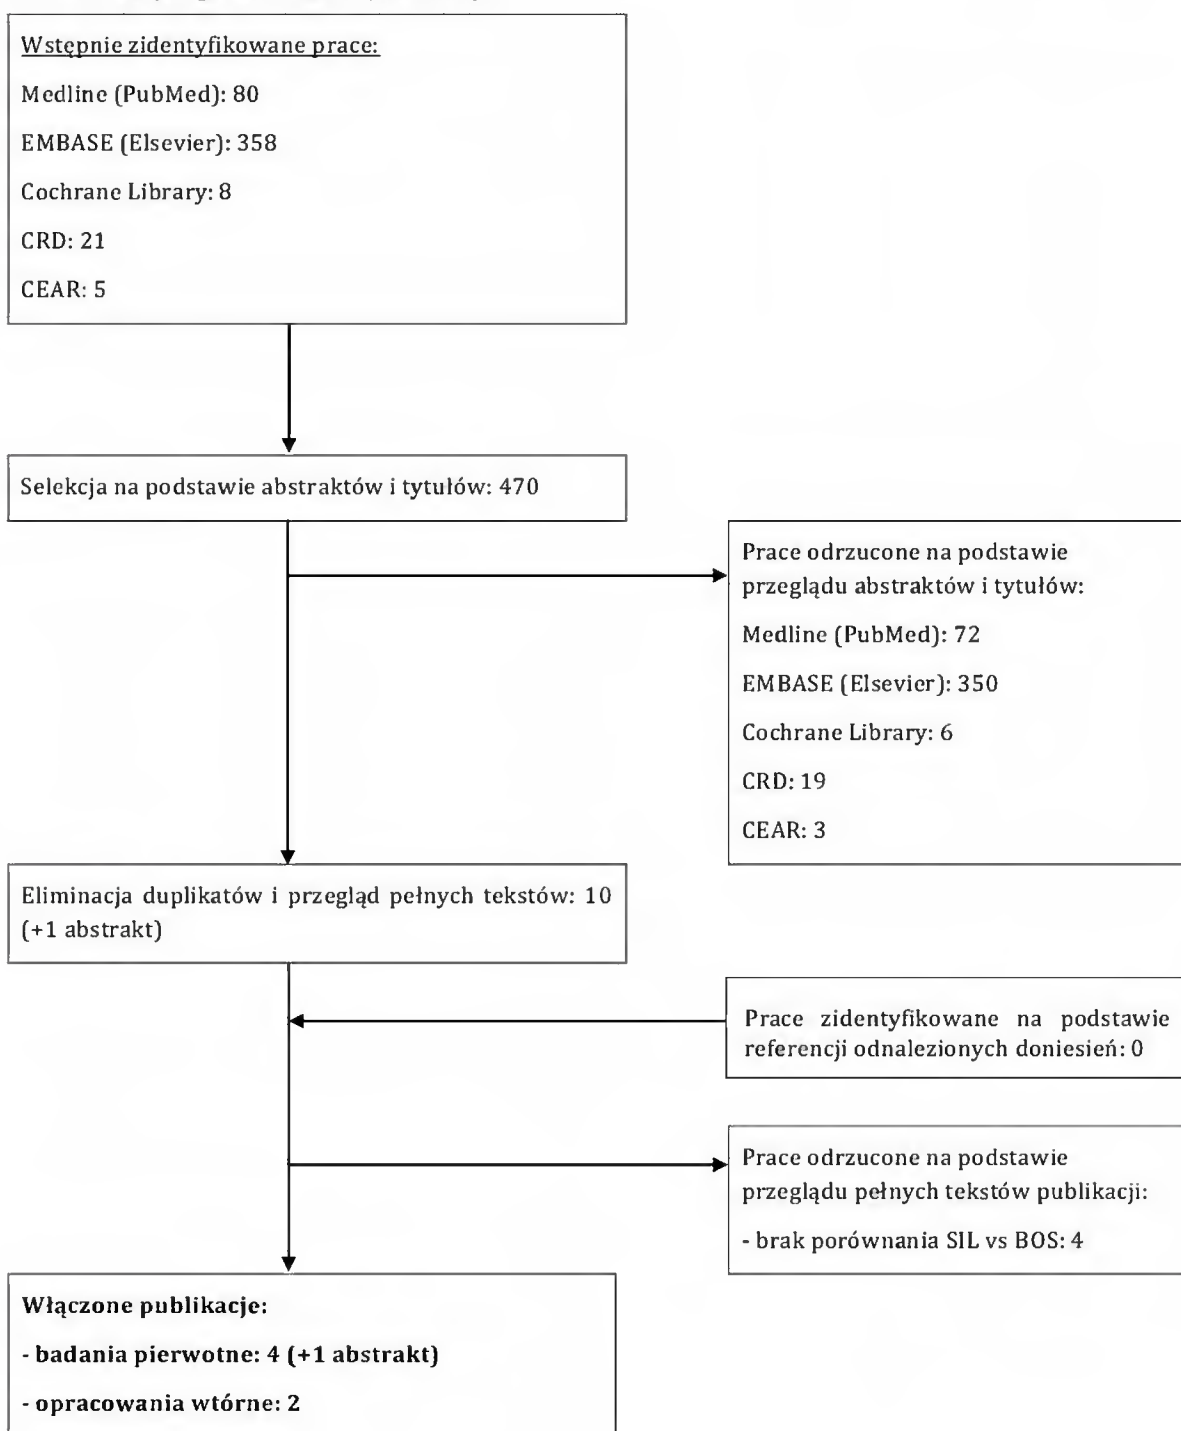 Wstępnie zidentyfikowane prace:
Medline (PubMed): 80
EMBASE (Elsevier): 358
Cochrane Library: 8
CRD: 21
CEAR: 5
Selekcja na podstawie abstraktów i tytułów: 470
Prace odrzucone na podstawie
przeglądu abstraktów i tytułów:
Medline (PubMed): 72
EMBASE (Elsevier): 350
Cochrane Library: 6
CRD: 19
CEAR: 3
Eliminacja duplikatów i przegląd pełnych tekstów: 10
(+1 abstrakt)
Prace zidentyfikowane na podstawie
referencji odnalezionych doniesień: 0
Prace odrzucone na podstawie
przeglądu pełnych tekstów publikacji:
- brak porównania SIL vs BOS: 4
Włączone publikacje:
- badania pierwotne: 4 (+1 abstrakt)
- opracowania wtórne: 2